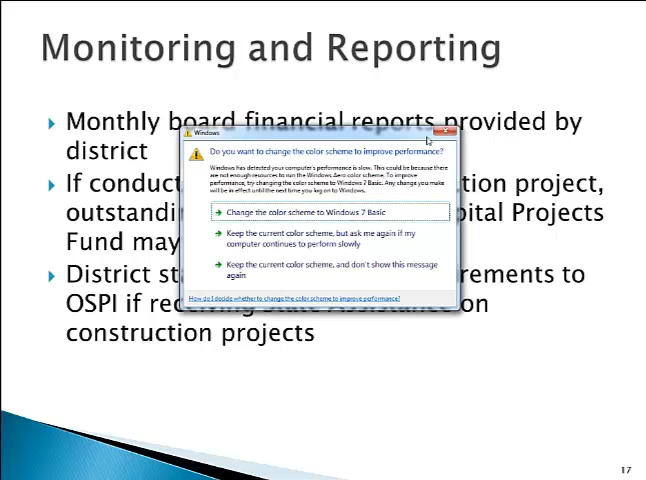 Monitoring and Reporting
Monthly board financial reports provided by
district
If conduct
tion project,
outstandin
pital Projects
Fund may
District sta
irements to
OSPI if receiving State Assistance on
construction projects
Windows
Do you want to change the color scheme to improve performance?
Windows has detected your computer's performance is slow. This could be because there
are not enough resources to run the Windows Aero color scheme. To improve
performance, try changing the color scheme to Windows 7 Basic. Any change you make
will be in effect until the next time you log on to Windows.
Change the color scheme to Windows 7 Basic
Keep the current color scheme, but ask me again if my
computer continues to perform slowly
Keep the current color scheme, and don't show this message
again
How do I decide whether to change the color scheme to improve performance?
17